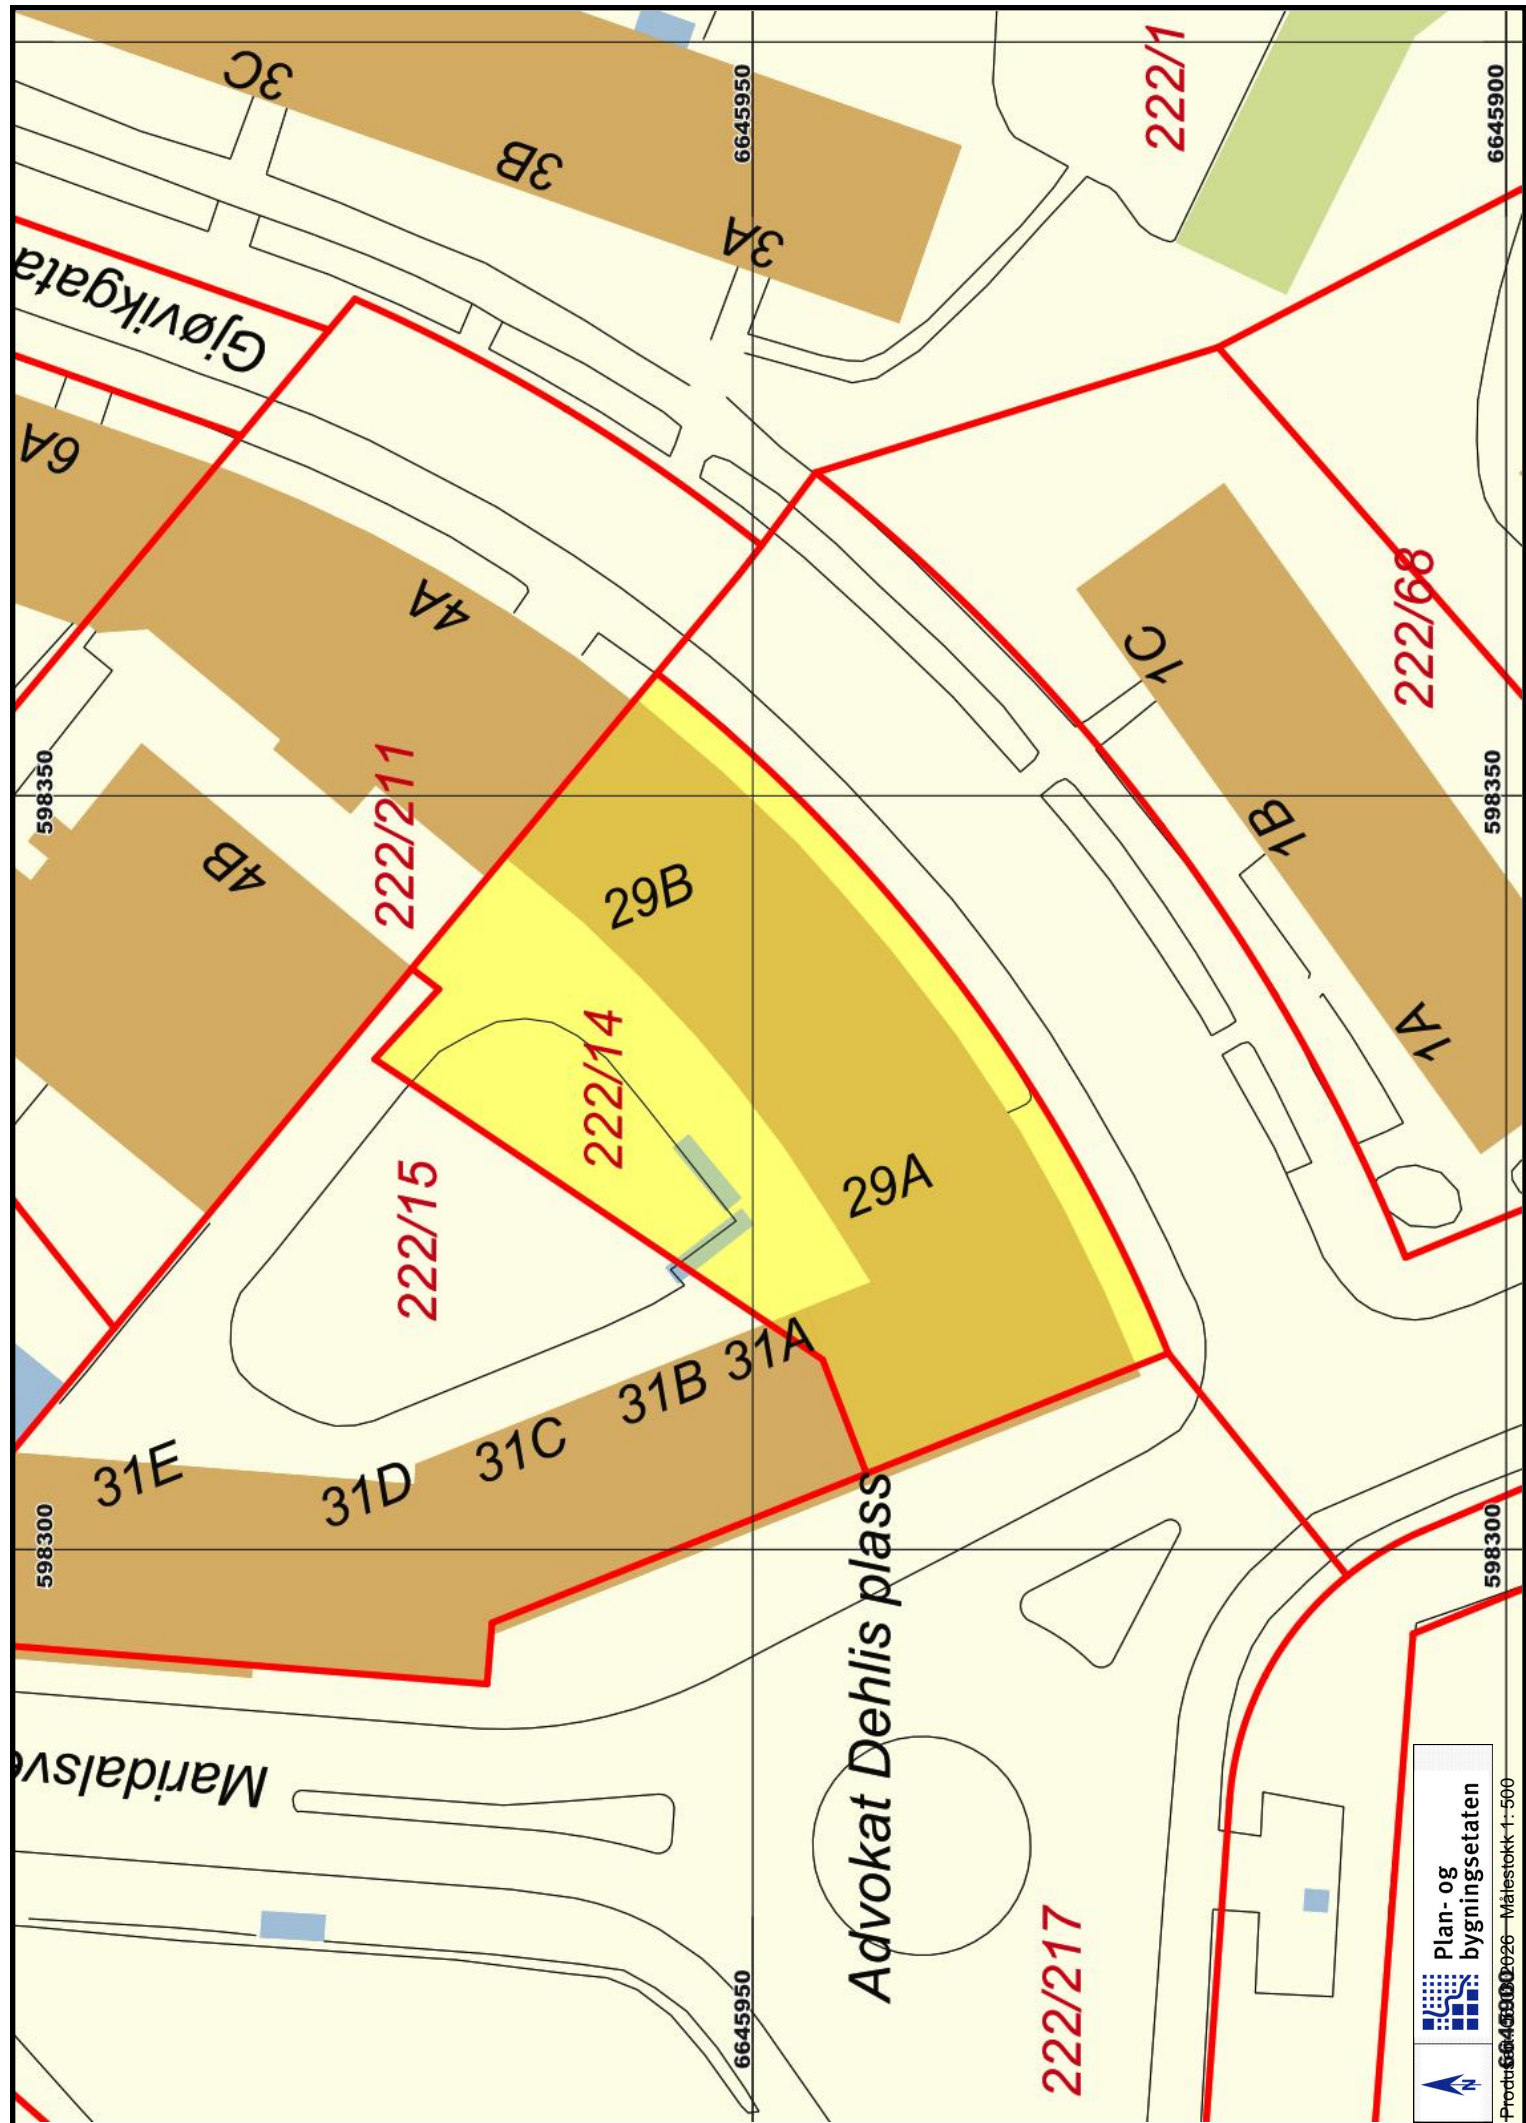 3C
3B
3A
222/1
6645950
6645900
Gjøvikgata
6A
4A
1C
222/68
598350
598350
4B
222/211
29B
1B
1A
222/14
29A
222/15
31A
31B
31C
31D
31E
598300
598300
Advokat Dehlis plass
Maridalsve
222/217
6645950
Plan- og
bygningsetaten
N
Målestokk 1: 500